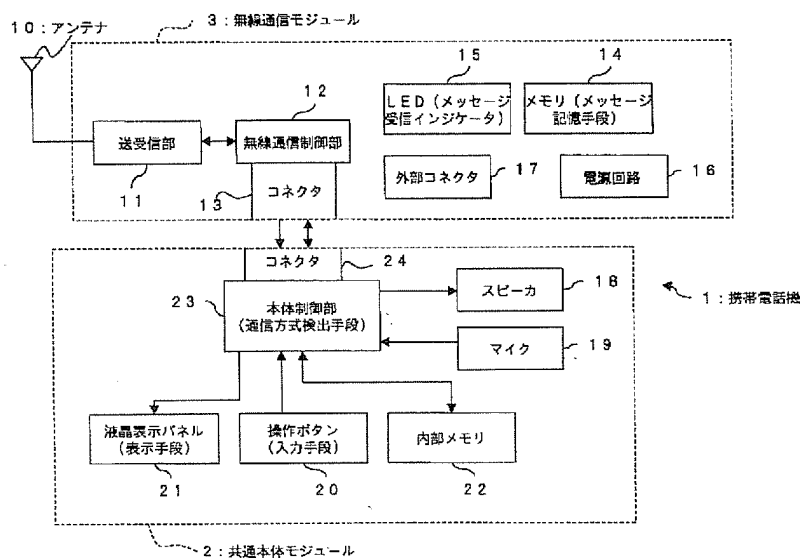 ３：無線通信モジュール
１０：アンテナ
１５
１４
１２
ＬＥＤ（メッセージ
受信インジケータ）
メモリ（メッセージ
記憶手段）
送受信部
無線通信制御部
１１
コネクタ
１３
外部コネクタ
１７
電源回路
１６
コネクタ
２４
２３
本体制御部
（通信方式検出手段）
スピーカ
１８
１：携帯電話機
マイク
１９
液晶表示パネル
（表示手段）
操作ボタン
（入力手段）
内部メモリ
２１
２０
２２
２：共通本体モジュール